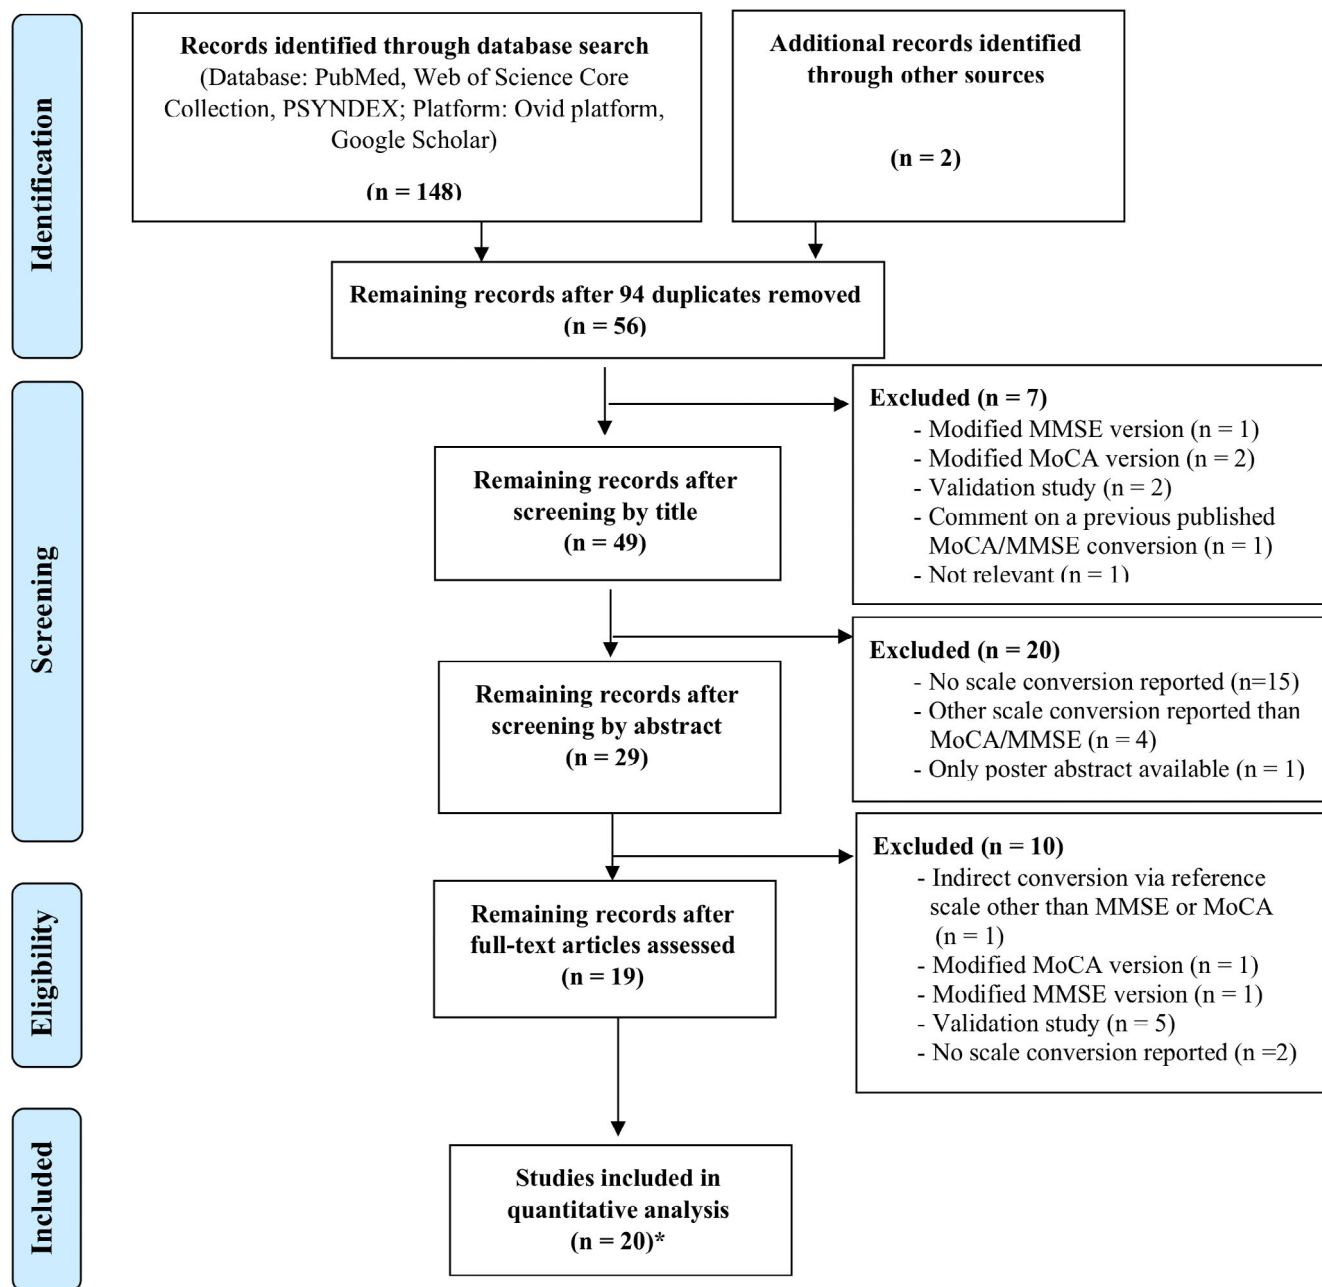 Identification
Records identified through database search
(Database: PubMed, Web of Science Core
Collection, PSYNDEX; Platform: Ovid platform,
Google Scholar)
(n = 148)
Additional records identified
through other sources
(n = 2)
Remaining records after 94 duplicates removed
(n = 56)
Screening
Excluded (n = 7)
- Modified MMSE version (n = 1)
- Modified MoCA version (n = 2)
- Validation study (n = 2)
- Comment on a previous published
MoCA/MMSE conversion (n = 1)
- Not relevant (n = 1)
Remaining records after
screening by title
(n = 49)
Excluded (n = 20)
- No scale conversion reported (n=15)
- Other scale conversion reported than
MoCA/MMSE (n = 4)
- Only poster abstract available (n = 1)
Remaining records after
screening by abstract
(n = 29)
Excluded (n = 10)
- Indirect conversion via reference
scale other than MMSE or MoCA
(n = 1)
- Modified MoCA version (n = 1)
- Modified MMSE version (n = 1)
- Validation study (n = 5)
- No scale conversion reported (n =2)
Eligibility
Remaining records after
full-text articles assessed
(n = 19)
Included
Studies included in
quantitative analysis
(n = 20)*